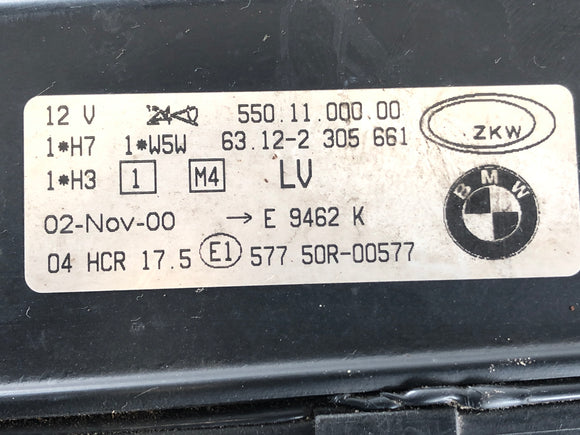 12 V 550.11.000.00
1*H7 1*W5W 63.12-2 305 661
1*H3 1 M4 LV
02-Nov-00 → E 9462 K
04 HCR 17.5 E1 577 50R-00577
ZKW
BMW